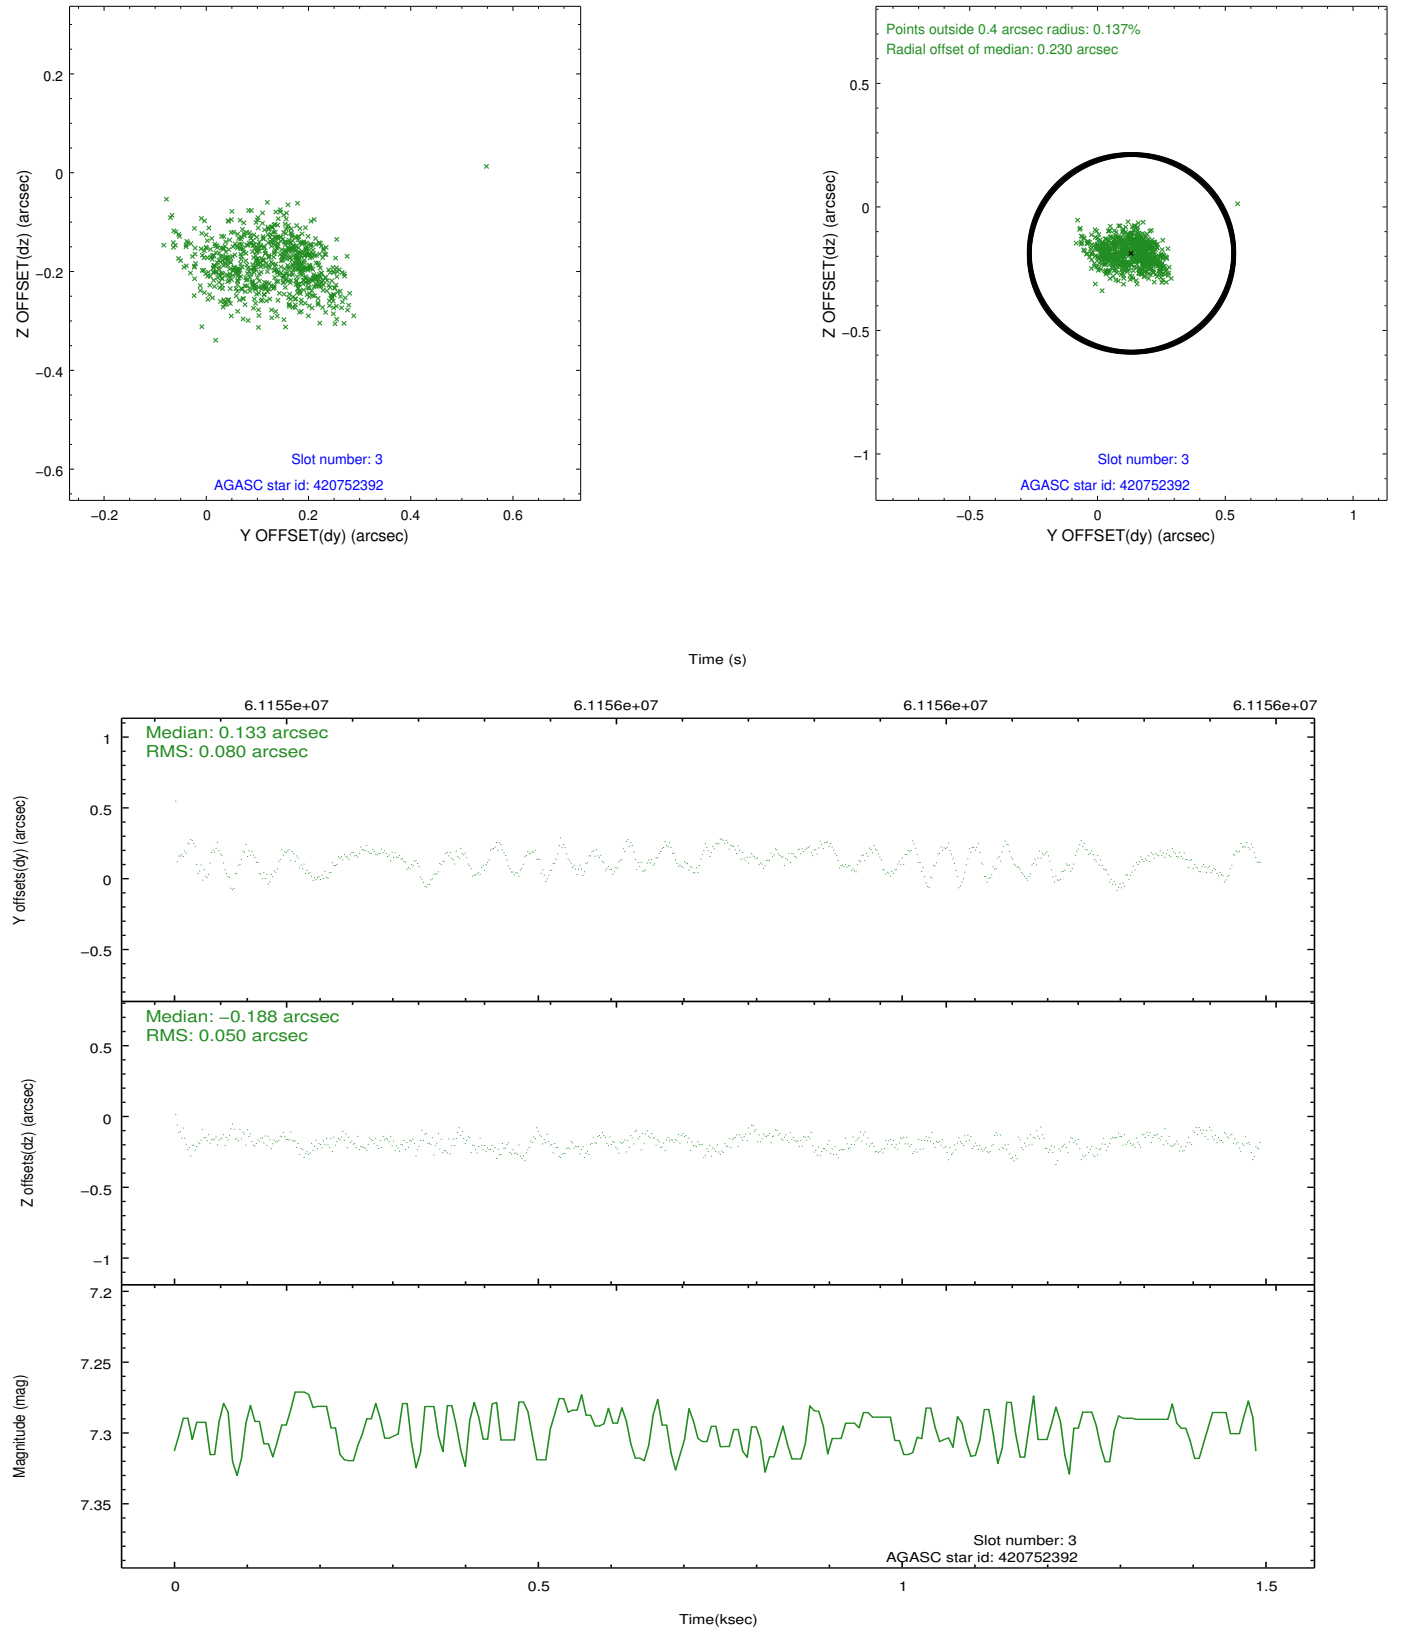 0.2
0
−0.2
−0.4
−0.6
Z OFFSET(dz) (arcsec)
Slot number: 3
AGASC star id: 420752392
−0.2
0
0.2
0.4
0.6
Y OFFSET(dy) (arcsec)
Points outside 0.4 arcsec radius: 0.137%
Radial offset of median: 0.230 arcsec
0.5
0
−0.5
−1
Z OFFSET(dz) (arcsec)
Slot number: 3
AGASC star id: 420752392
−0.5
0
0.5
1
Y OFFSET(dy) (arcsec)
Time (s)
6.1155e+07
6.1156e+07
6.1156e+07
6.1156e+07
Median: 0.133 arcsec
RMS: 0.080 arcsec
1
0.5
0
−0.5
Y offsets(dy) (arcsec)
Median: −0.188 arcsec
RMS: 0.050 arcsec
0.5
0
−0.5
−1
Z offsets(dz) (arcsec)
7.2
7.25
7.3
7.35
Magnitude (mag)
Slot number: 3
AGASC star id: 420752392
0
0.5
1
1.5
Time(ksec)